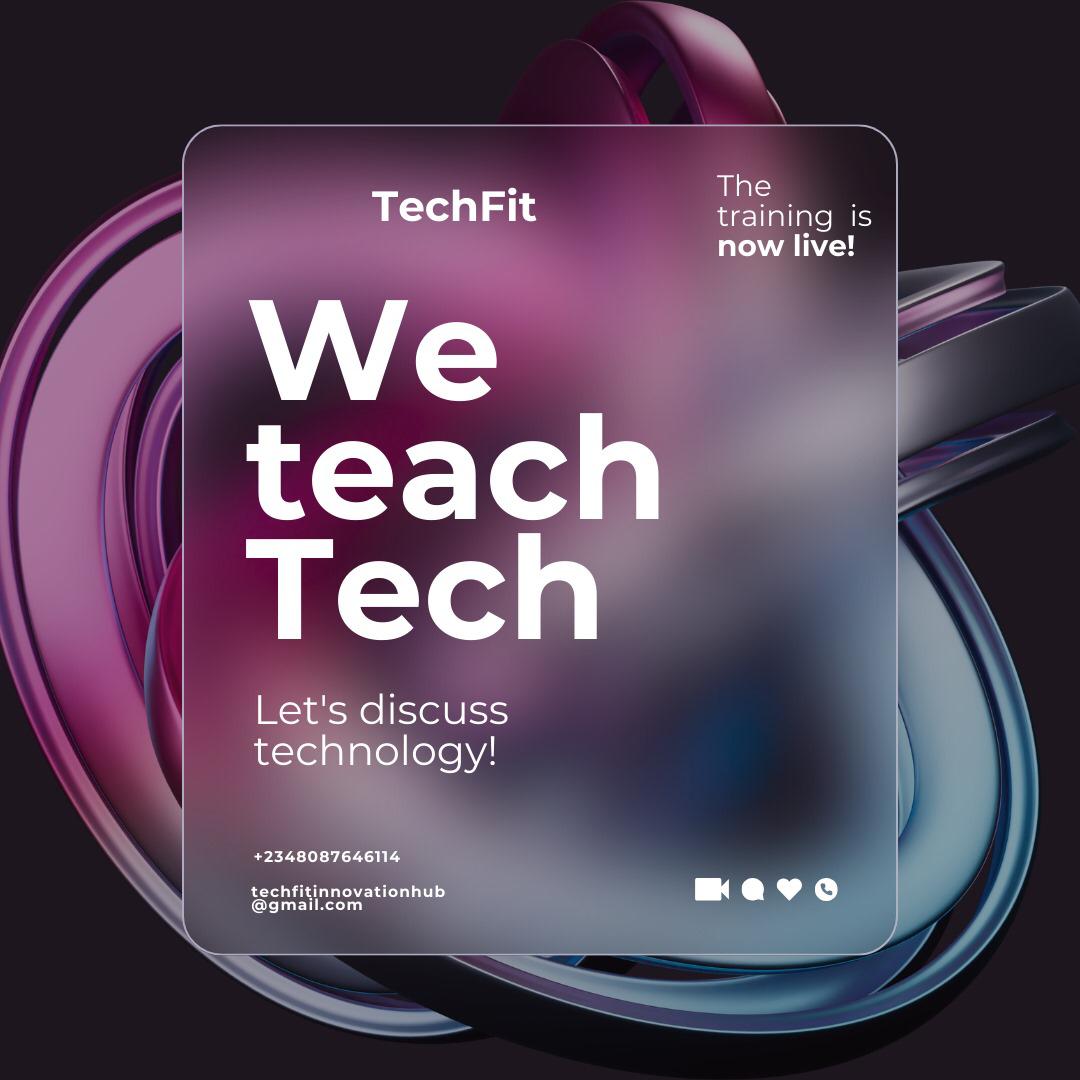 TechFit
The
training is
now live!
We
teach
Tech
Let's discuss
technology!
+2348087646114
techfitinnovationhub
@gmail.com